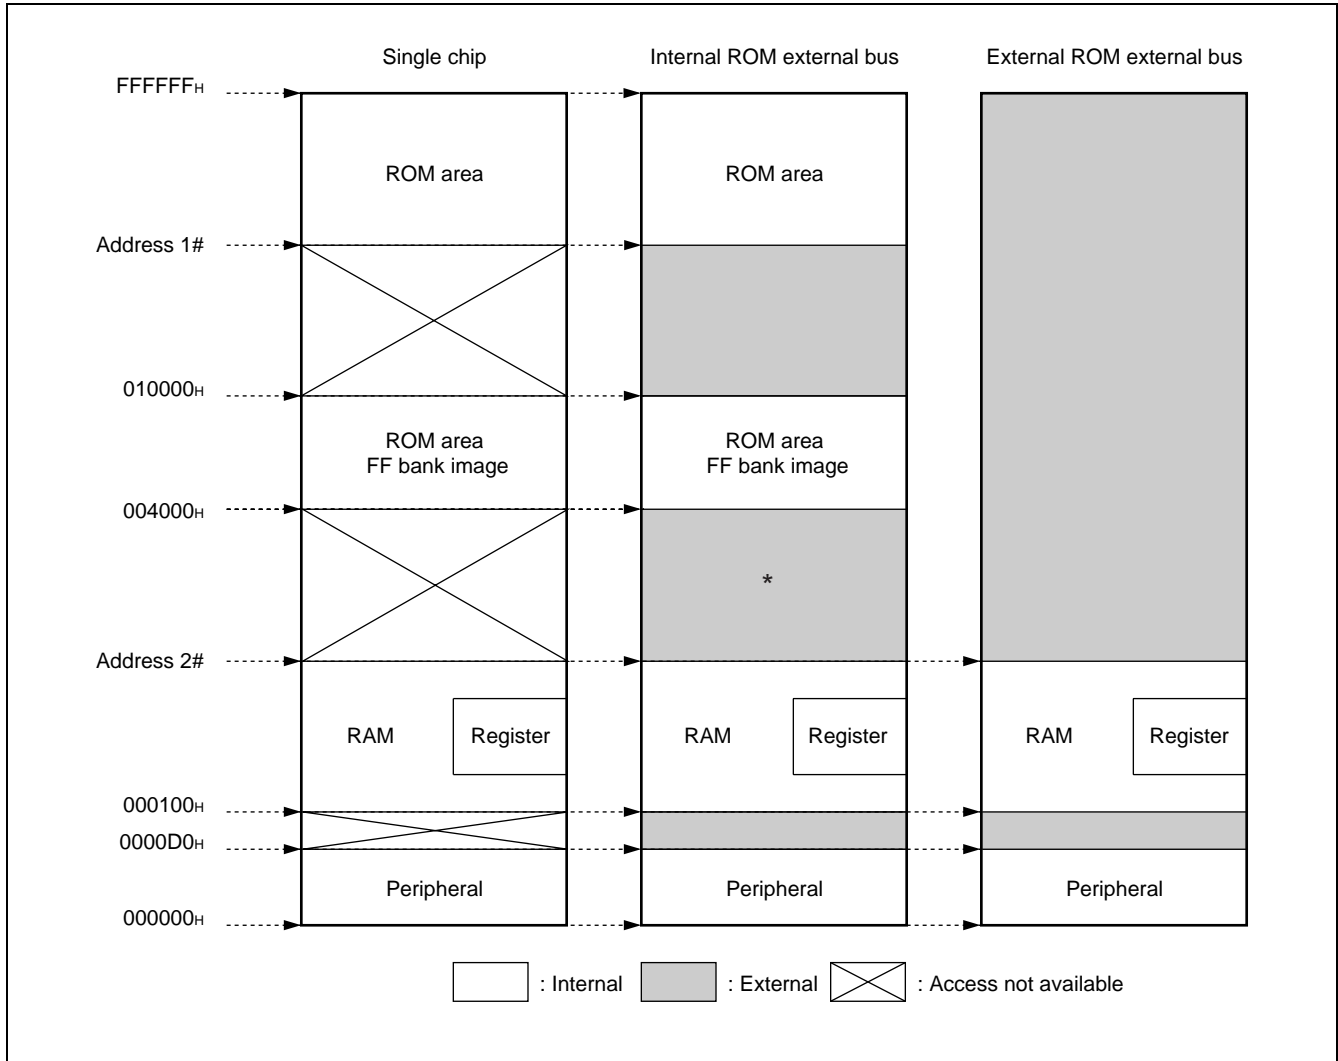 Single chip Internal ROM external bus External ROM external bus
FFFFFFH
ROM area ROM area
Address 1#
010000H
ROM area ROM area
FF bank image FF bank image
004000H
*
Address 2#
RAM Register RAM Register RAM Register
000100H
0000D0H
Peripheral Peripheral Peripheral
000000H
: Internal : External : Access not available